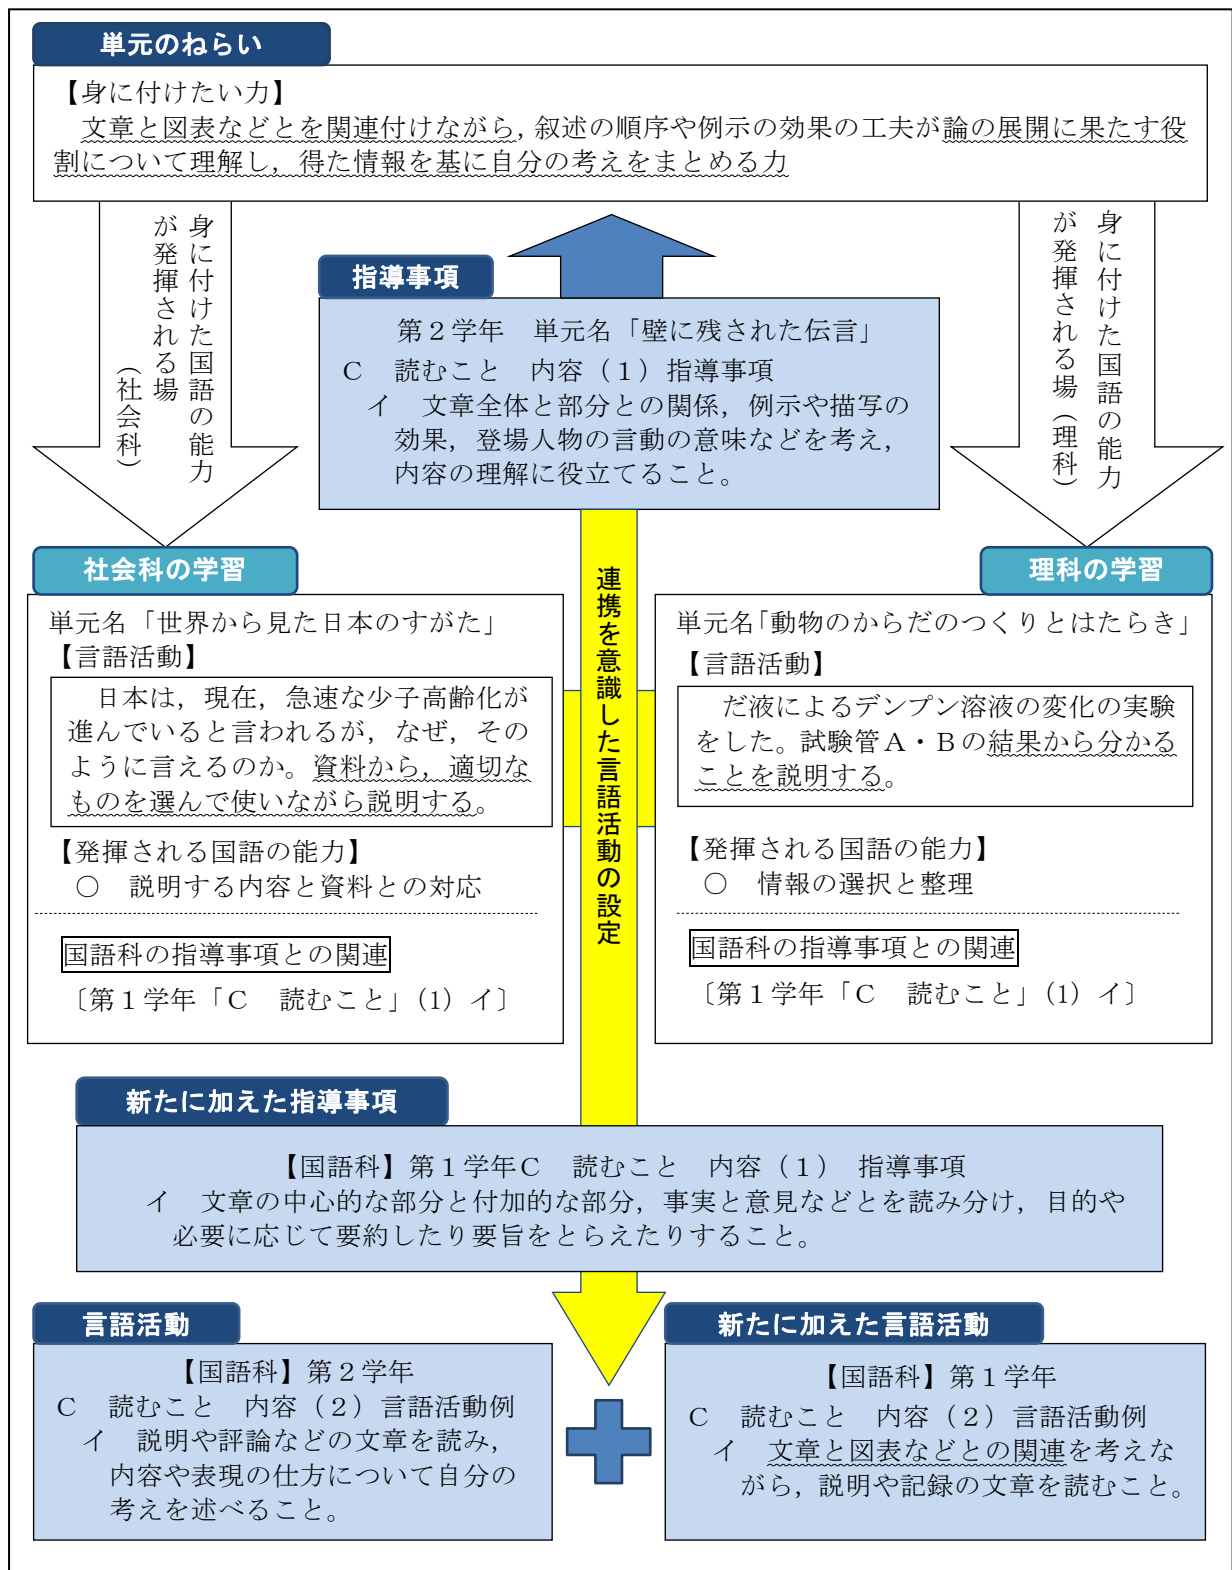 単元のねらい
【身に付けたい力】
文章と図表などとを関連付けながら，叙述の順序や例示の効果の工夫が論の展開に果たす役
割について理解し，得た情報を基に自分の考えをまとめる力
身に付けた国語の能力
が発揮される場
（社会科）
指導事項
第２学年　単元名「壁に残された伝言」
Ｃ　読むこと　内容（１）指導事項
イ　文章全体と部分との関係，例示や描写の
効果，登場人物の言動の意味などを考え，
内容の理解に役立てること。
身に付けた国語の能力
が発揮される場（理科）
連携を意識した言語活動の設定
社会科の学習
単元名「世界から見た日本のすがた」
【言語活動】
日本は，現在，急速な少子高齢化が
進んでいると言われるが，なぜ，その
ように言えるのか。資料から，適切な
ものを選んで使いながら説明する。
【発揮される国語の能力】
○　説明する内容と資料との対応
国語科の指導事項との関連
〔第１学年「Ｃ　読むこと」(1) イ〕
理科の学習
単元名「動物のからだのつくりとはたらき」
【言語活動】
だ液によるデンプン溶液の変化の実験
をした。試験管Ａ・Ｂの結果から分かる
ことを説明する。
【発揮される国語の能力】
○　情報の選択と整理
国語科の指導事項との関連
〔第１学年「Ｃ　読むこと」(1) イ〕
新たに加えた指導事項
【国語科】第１学年Ｃ　読むこと　内容（１）　指導事項
イ　文章の中心的な部分と付加的な部分，事実と意見などとを読み分け，目的や
必要に応じて要約したり要旨をとらえたりすること。
言語活動
【国語科】第２学年
Ｃ　読むこと　内容（２）言語活動例
イ　説明や評論などの文章を読み，
内容や表現の仕方について自分の
考えを述べること。
新たに加えた言語活動
【国語科】第１学年
Ｃ　読むこと　内容（２）言語活動例
イ　文章と図表などとの関連を考えな
がら，説明や記録の文章を読むこと。